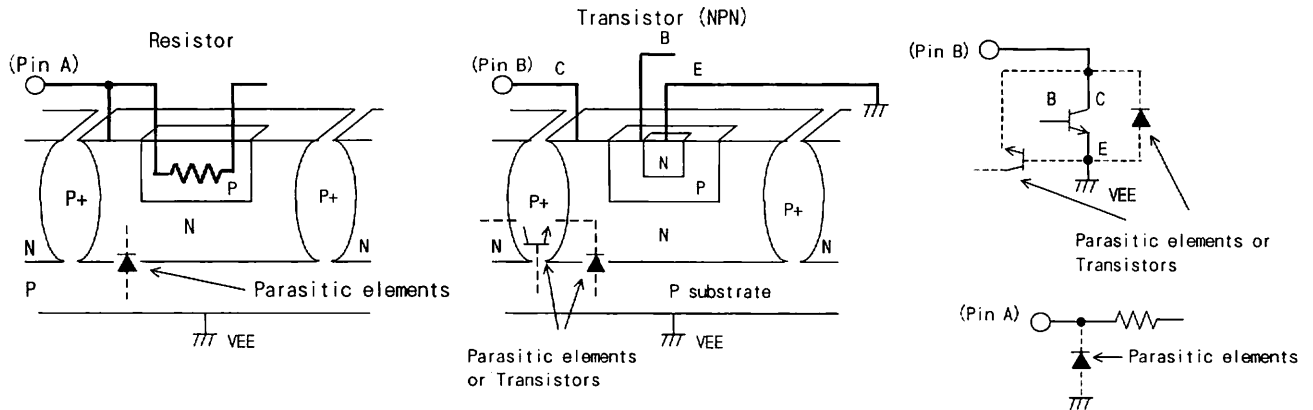 Resistor
(Pin A)
P+
P
P+
N
N
N
P
Parasitic elements
VEE
Transistor (NPN)
B
(Pin B)
C
E
N
P
P+
P+
N
N
N
P substrate
VEE
Parasitic elements
or Transistors
(Pin B)
B
C
E
VEE
Parasitic elements or
Transistors
(Pin A)
Parasitic elements